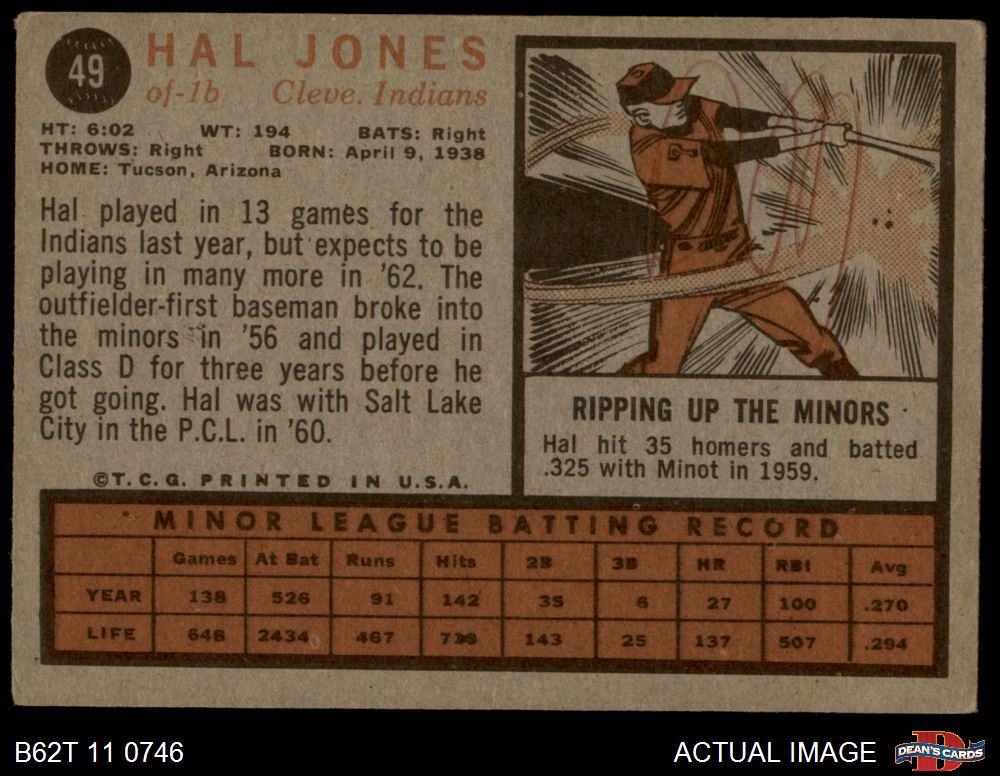 49
HAL JONES
of-1b Cleve. Indians
HT: 6:02 WT: 194 BATS: Right
THROWS: Right BORN: April 9, 1938
HOME: Tucson, Arizona
Hal played in 13 games for the
Indians last year, but expects to be
playing in many more in '62. The
outfielder-first baseman broke into
the minors in '56 and played in
Class D for three years before he
got going. Hal was with Salt Lake
City in the P.C.L. in '60.
©T.C.G. PRINTED IN U.S.A.
RIPPING UP THE MINORS
Hal hit 35 homers and batted
.325 with Minot in 1959.
MINOR LEAGUE BATTING RECORD
Games At Bat Runs Hits 2B 3B HR RBI Avg
YEAR 138 526 91 142 35 6 27 100 .270
LIFE 648 2434 467 143 25 137 507 .294
B62T 11 0746
ACTUAL IMAGE
D
DEAN'S CARDS